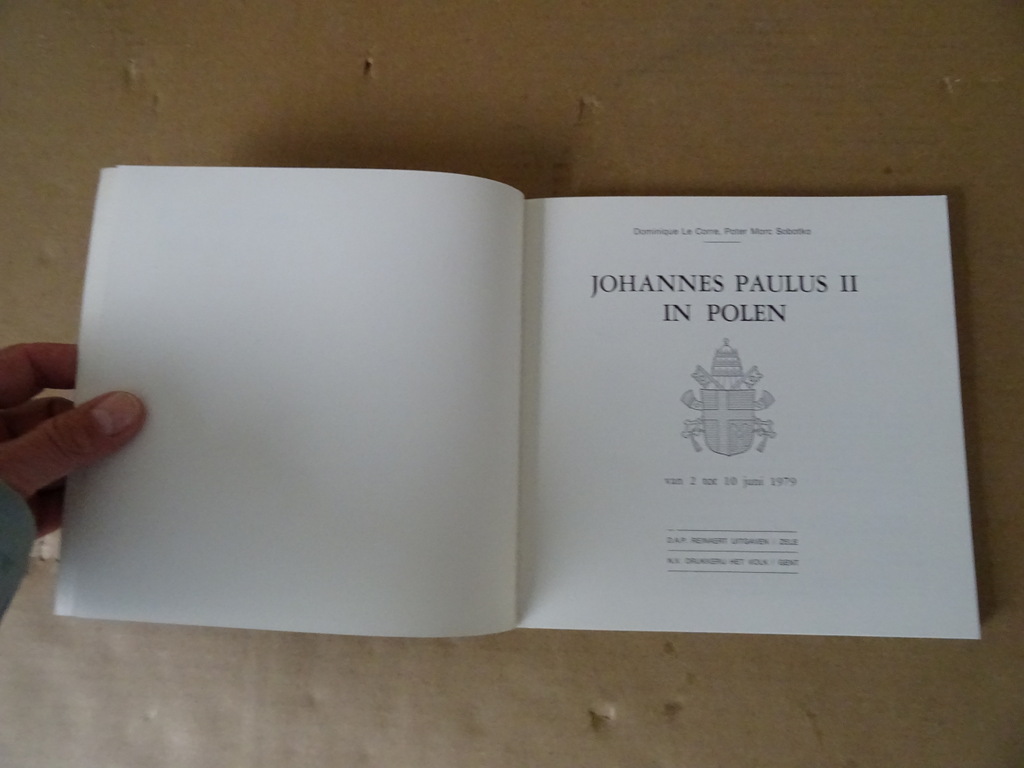 Dominique Le Corre, Pater Marc Sobotka
JOHANNES PAULUS II
IN POLEN
van 2 tot 10 juni 1979
D.A.P. REINAERT UITGAVEN / ZELE
N.V. DRUKKERIJ HET VOLK / GENT